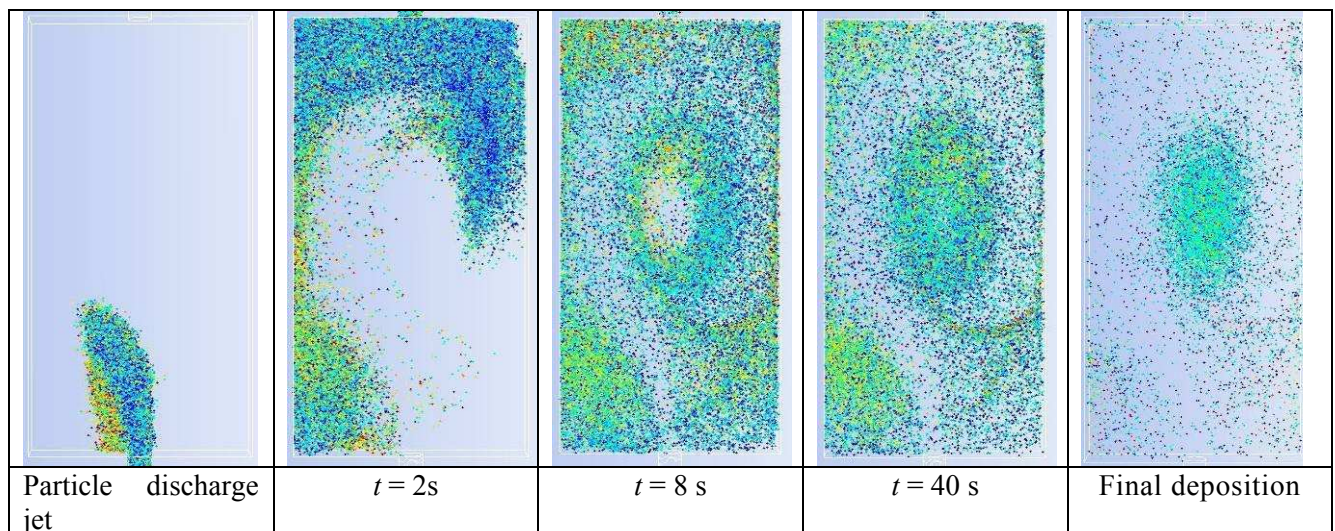 Particle discharge
jet
t = 2s
t = 8 s
t = 40 s
Final deposition